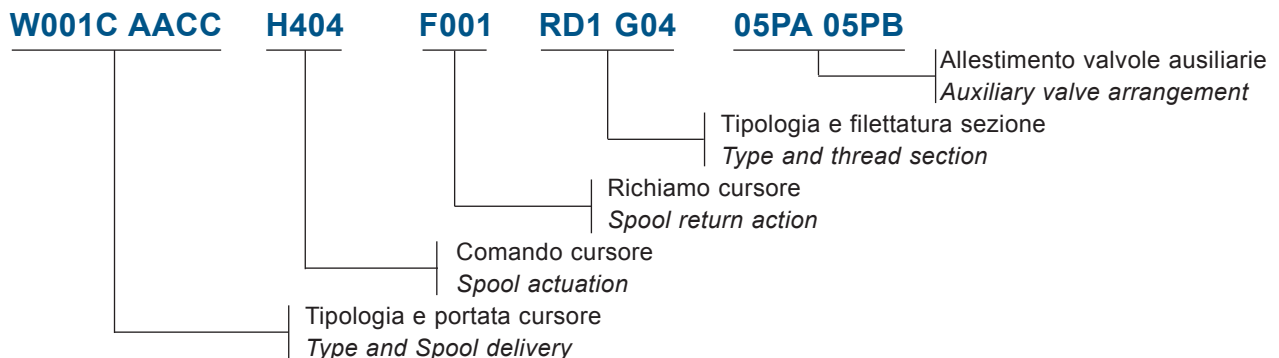 W001C AACC H404 F001 RD1 G04 05PA 05PB
Allestimento valvole ausiliarie
Auxiliary valve arrangement
Tipologia e filettatura sezione
Type and thread section
Richiamo cursore
Spool return action
Comando cursore
Spool actuation
Tipologia e portata cursore
Type and Spool delivery